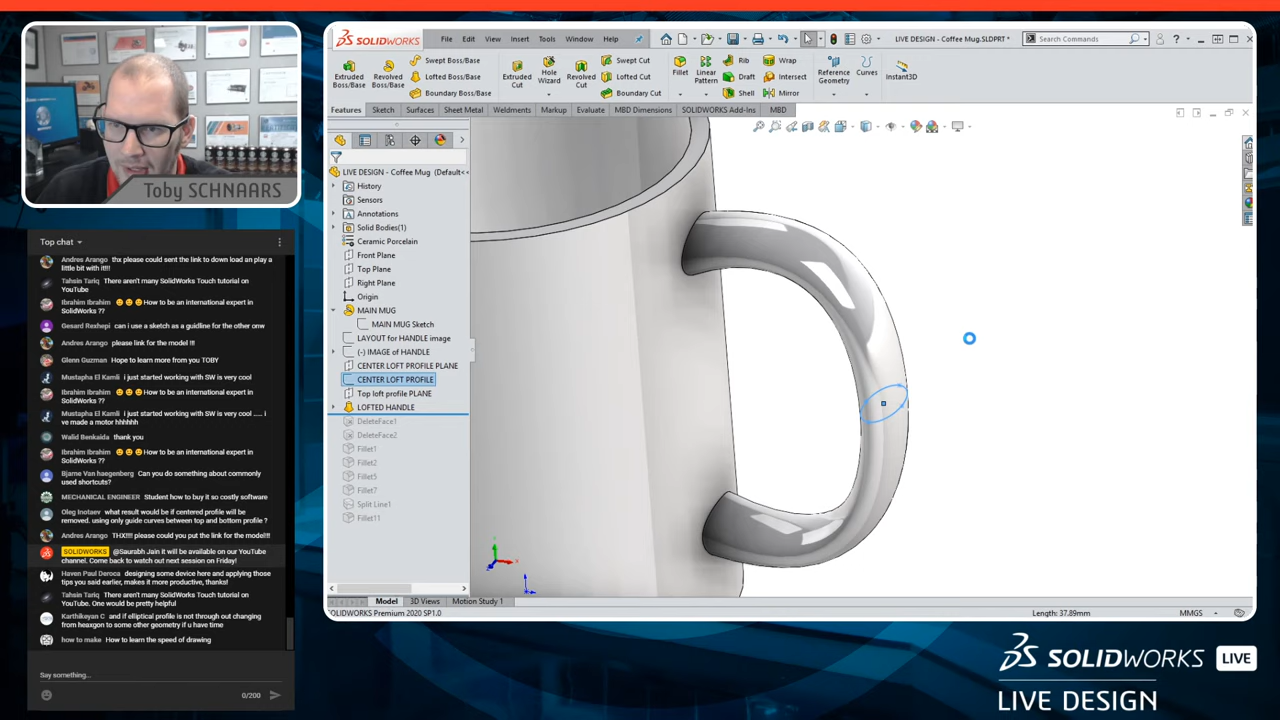 Toby SCHNAARS
Top chat
Andres Arango thx please could sent the link to down load an play a
little bit with it!!!
Tahsin Tariq There aren't many SolidWorks Touch tutorial on
YouTube
Ibrahim Ibrahim 😕😕😕How to be an international expert in
SolidWorks ??
Gesard Rexhepi can i use a sketch as a guidline for the other onw
Andres Arango please link for the model !!!
Glenn Guzman Hope to learn more from you TOBY
Mustapha El Kamli i just started working with SW is very cool
Ibrahim Ibrahim 😕😕😕How to be an international expert in
SolidWorks ??
Mustapha El Kamli i just started working with SW is very cool ..... i
ve made a motor hhhhhhh
Walid Benkaida thank you
Ibrahim Ibrahim 😕😕😕How to be an international expert in
SolidWorks ??
Bjarne Van haegenberg Can you do something about commonly
used shortcuts?
MECHANICAL ENGINEER Student how to buy it so costly software
Oleg Inotaev what result would be if centered profile will be
removed. using only guide curves between top and bottom profile ?
Andres Arango THX!!! please could you put the link for the model!!!
SOLIDWORKS @Saurabh Jain it will be available on our YouTube
channel. Come back to watch out next session on Friday!
Haven Paul Deroca designing some device here and applying those
tips you said earlier, makes it more productive, thanks!
Tahsin Tariq There aren't many SolidWorks Touch tutorial on
YouTube. One would be pretty helpful
Karthikeyan C and if elliptical profile is not through out changing
from heaxgon to some other geometry if u have time
how to make How to learn the speed of drawing
Say something...
0/200
SOLIDWORKS File Edit View Insert Tools Window Help LIVE DESIGN - Coffee Mug.SLDPRT * Search Commands
Extruded Boss/Base Revolved Boss/Base Swept Boss/Base Lofted Boss/Base Boundary Boss/Base Extruded Cut Hole Wizard Revolved Cut Swept Cut Lofted Cut Boundary Cut Fillet Linear Pattern Rib Draft Shell Wrap Intersect Mirror Reference Geometry Curves Instant3D
Features Sketch Surfaces Sheet Metal Weldments Markup Evaluate MBD Dimensions SOLIDWORKS Add-Ins MBD
LIVE DESIGN - Coffee Mug (Default<<
History
Sensors
Annotations
Solid Bodies(1)
Ceramic Porcelain
Front Plane
Top Plane
Right Plane
Origin
MAIN MUG
MAIN MUG Sketch
LAYOUT for HANDLE image
(-) IMAGE of HANDLE
CENTER LOFT PROFILE PLANE
CENTER LOFT PROFILE
Top loft profile PLANE
LOFTED HANDLE
DeleteFace1
DeleteFace2
Fillet1
Fillet2
Fillet5
Fillet7
Split Line1
Fillet11
Model 3D Views Motion Study 1
SOLIDWORKS Premium 2020 SP1.0 Length: 37.89mm MMGS
SOLIDWORKS LIVE
LIVE DESIGN